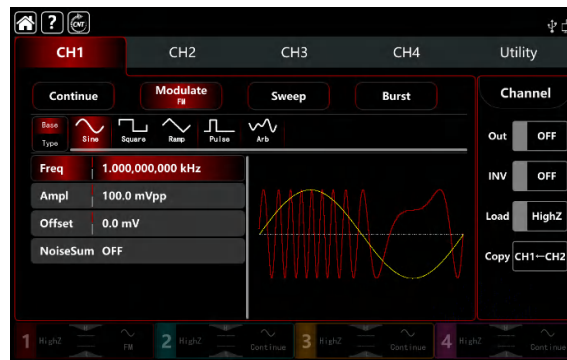 ? CNT
CH1 CH2 CH3 CH4 Utility
Continue Modulate FM Sweep Burst Channel
Base Type Sine Square Ramp Pulse Arb
Out OFF
Freq 1.000,000,000 kHz
INV OFF
Ampl 100.0 mVpp
Offset 0.0 mV
Load HighZ
NoiseSum OFF
Copy CH1←CH2
1 HighZ FM 2 HighZ Continue 3 HighZ Continue 4 HighZ Continue